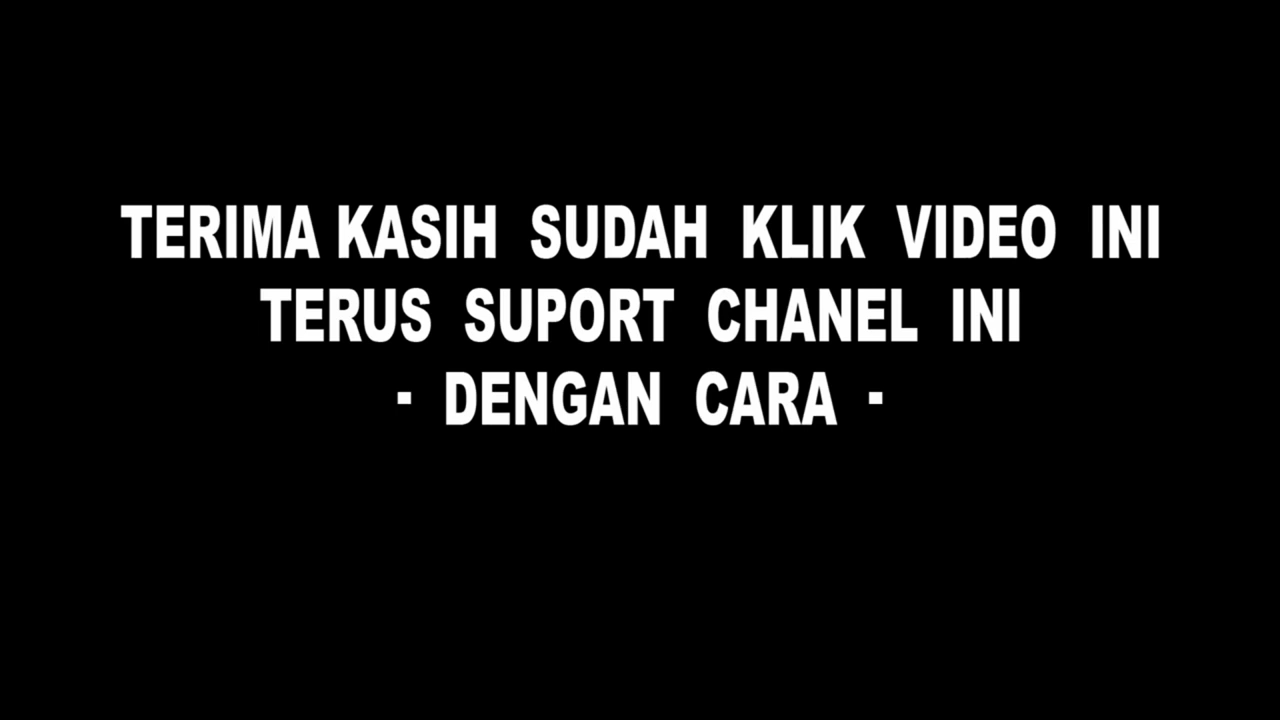 TERIMA KASIH SUDAH KLIK VIDEO INI
TERUS SUPORT CHANEL INI
- DENGAN CARA -